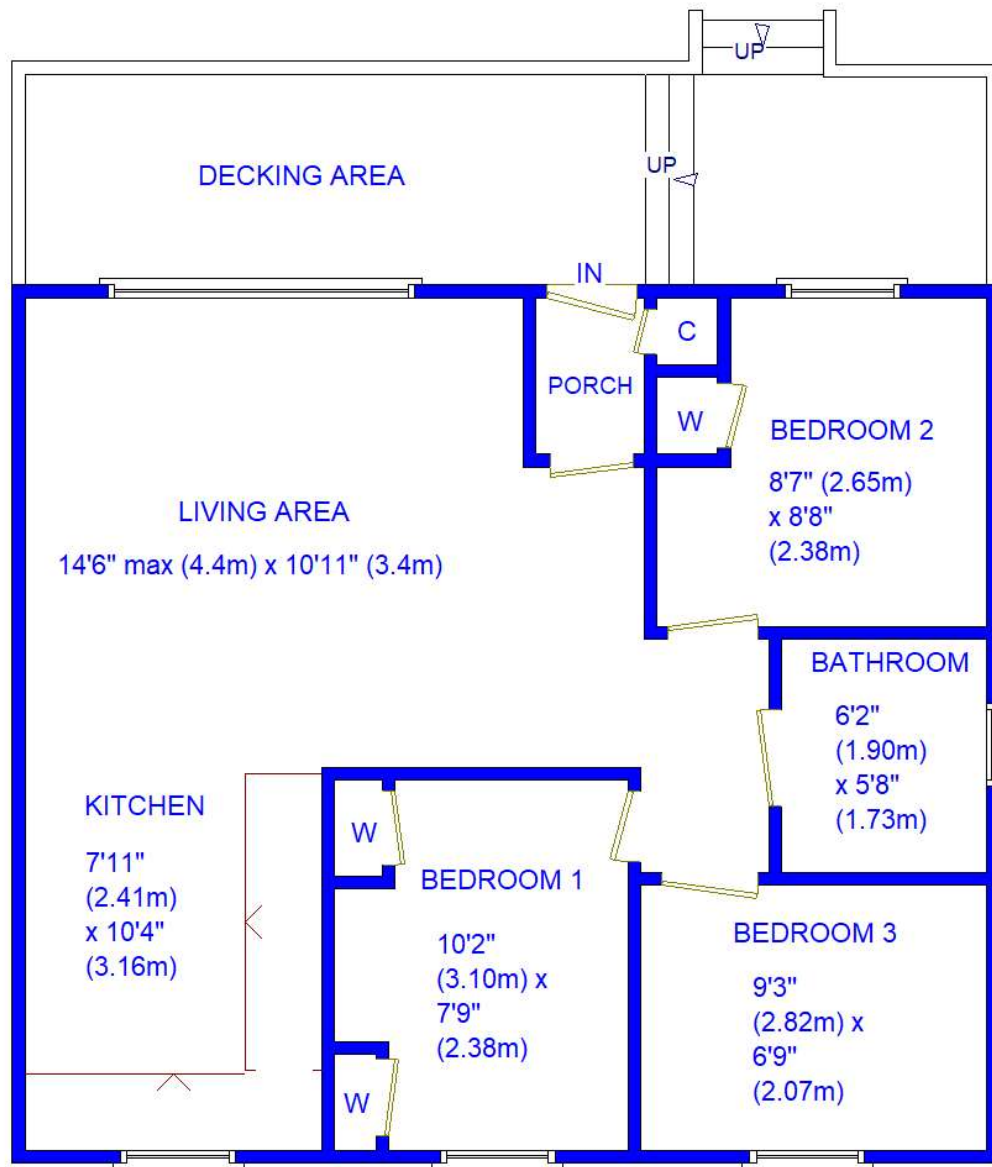 UP
DECKING AREA
UP
IN
C
PORCH
W
BEDROOM 2
8'7" (2.65m)
x 8'8"
(2.38m)
LIVING AREA
14'6" max (4.4m) x 10'11" (3.4m)
BATHROOM
6'2"
(1.90m)
x 5'8"
(1.73m)
KITCHEN
7'11"
(2.41m)
x 10'4"
(3.16m)
W
BEDROOM 1
10'2"
(3.10m) x
7'9"
(2.38m)
W
BEDROOM 3
9'3"
(2.82m) x
6'9"
(2.07m)